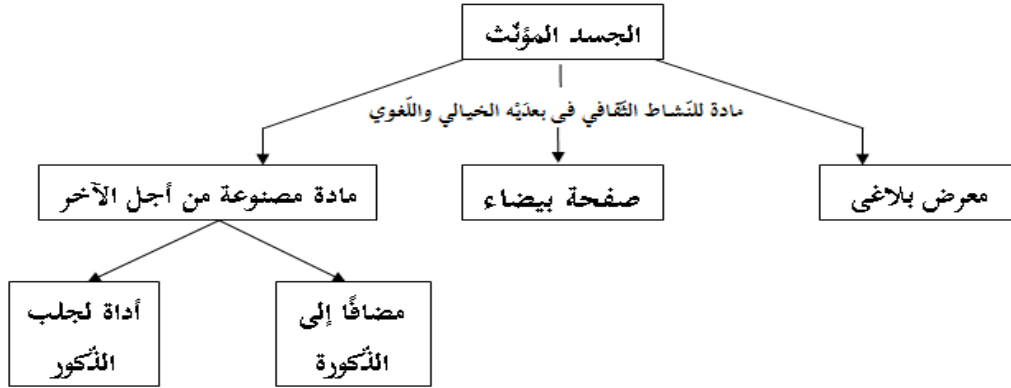 الجسد المؤنّث
مادة للنّشاط الثّقافي في بعدَيْه الخيالي واللّغوي
معرض بلاغى
صفحة بيضاء
مادة مصنوعة من أجل الآخر
مضافًا إلى
الذّكورة
أداة لجلب
الذّكور